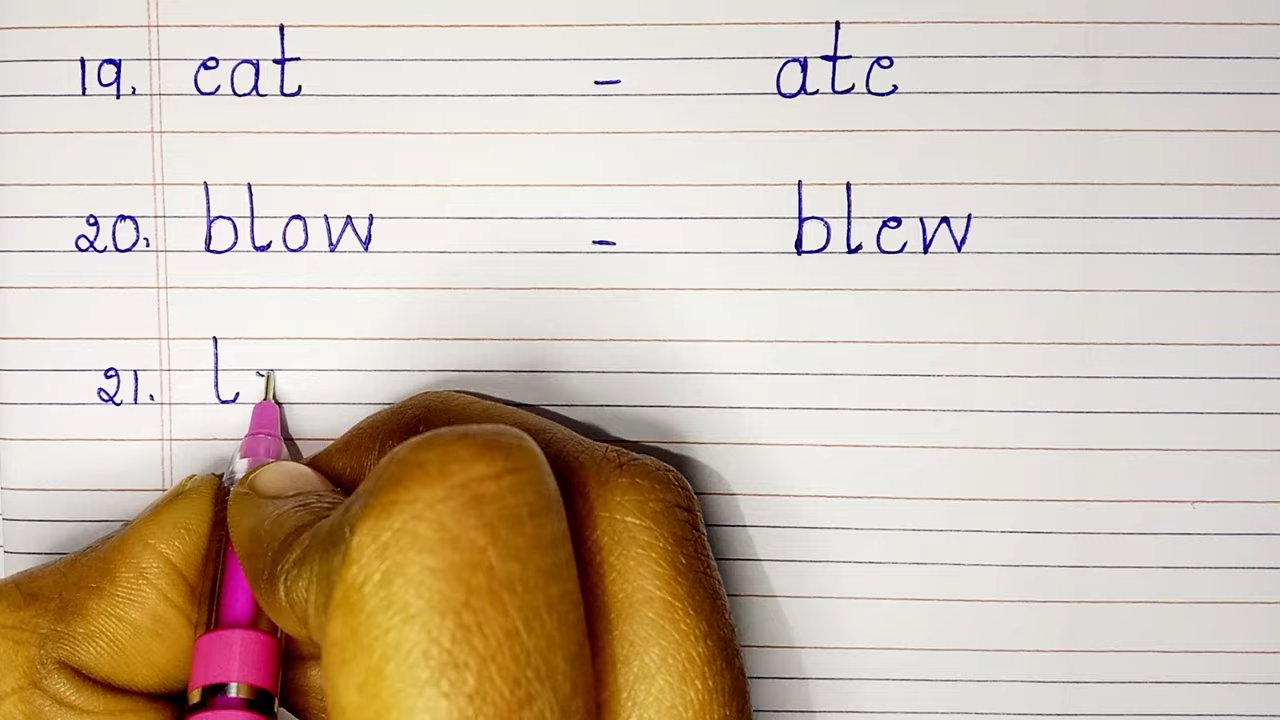 19. eat - ate
20. blow - blew
21. l